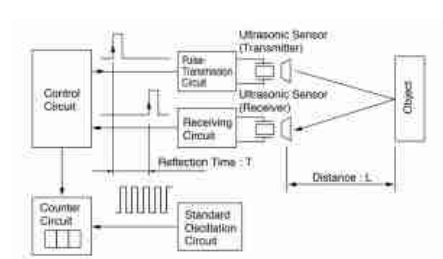 Ultrasonic Sensor
(Transmitter)
Pulse-
Transmission
Circuit
Control
Circuit
Ultrasonic Sensor
(Receiver)
Receiving
Circuit
Object
Reflection Time : T
Distance : L
Counter
Circuit
Standard
Oscillation
Circuit